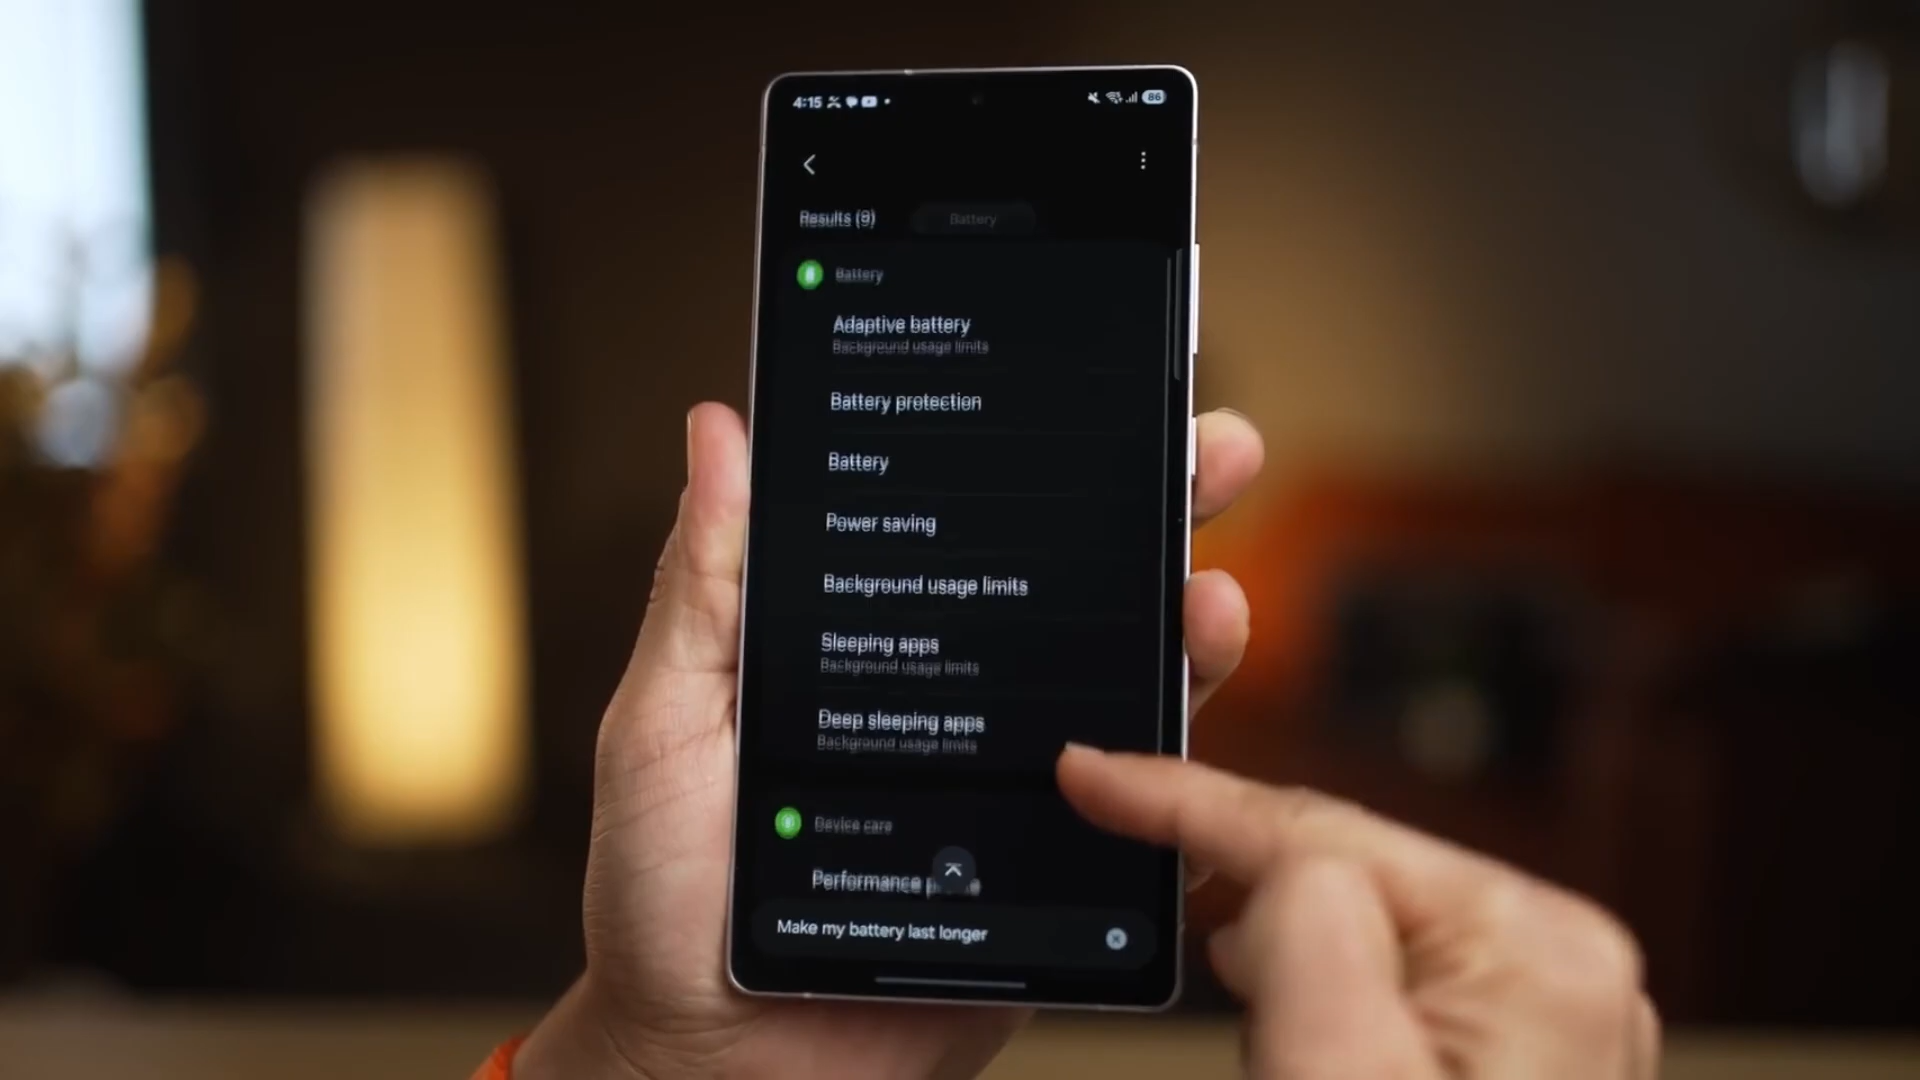 4:15
86
Results (9)
Battery
Battery
Adaptive battery
Background usage limits
Battery protection
Battery
Power saving
Background usage limits
Sleeping apps
Background usage limits
Deep sleeping apps
Background usage limits
Device care
Performance
Make my battery last longer